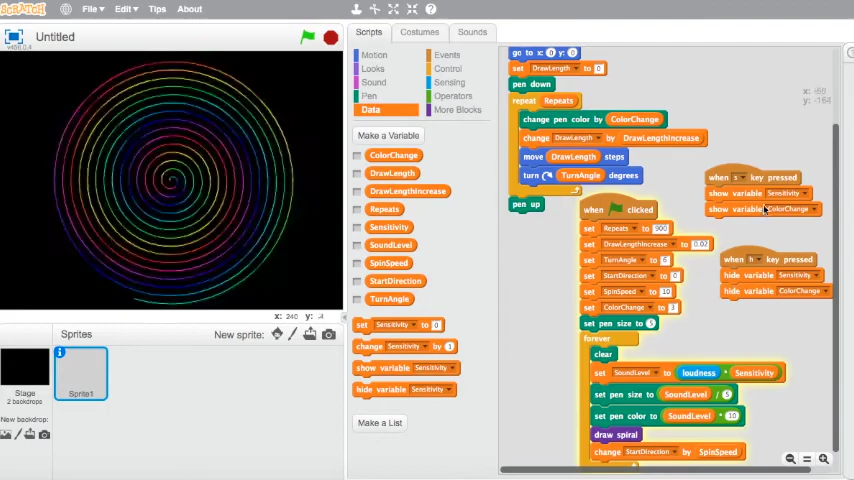 SCRATCH
File
Edit
Tips
About
Untitled
v456.0.4
x: 240 y:
Sprites
New sprite:
Stage
2 backdrops
New backdrop:
Sprite1
Scripts
Costumes
Sounds
Motion
Looks
Sound
Pen
Data
Events
Control
Sensing
Operators
More Blocks
Make a Variable
ColorChange
DrawLength
DrawLengthIncrease
Repeats
Sensitivity
SoundLevel
SpinSpeed
StartDirection
TurnAngle
set Sensitivity to 0
change Sensitivity by 1
show variable Sensitivity
hide variable Sensitivity
Make a List
go to x: 0 y: 0
set DrawLength to 0
pen down
repeat Repeats
change pen color by ColorChange
change DrawLength by DrawLengthIncrease
move DrawLength steps
turn TurnAngle degrees
pen up
when clicked
set Repeats to 900
set DrawLengthIncrease to 0.02
set TurnAngle to 6
set StartDirection to 0
set SpinSpeed to 10
set ColorChange to 3
set pen size to 5
forever
clear
set SoundLevel to loudness * Sensitivity
set pen size to SoundLevel / 5
set pen color to SoundLevel * 10
draw spiral
change StartDirection by SpinSpeed
when s key pressed
show variable Sensitivity
show variable ColorChange
when h key pressed
hide variable Sensitivity
hide variable ColorChange
y: -164